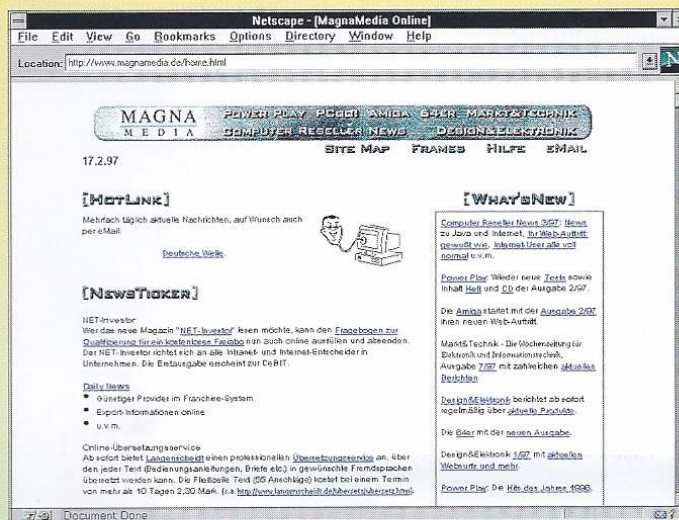 Netscape - [MagnaMedia Online]
File Edit View Go Bookmarks Options Directory Window Help
Location: http://www.magnamedia.de/home.html
MAGNA
MEDIA
POWER PLAY PCGO! AMIGA 64ER MARKT&TECHNIK
COMPUTER RESELLER NEWS DESIGN&ELEKTRONIK
SITE MAP FRAMES HILFE EMAIL
17.2.97
[HOTLINK]
Mehrfach täglich aktuelle Nachrichten, auf Wunsch auch
per eMail:
Deutsche Welle.
[NEWSTICKER]
NET-Investor
Wer das neue Magazin "NET-Investor" lesen möchte, kann den Fragebogen zur
Qualifizierung für ein kostenloses Freiabo nun auch online ausfüllen und absenden.
Der NET-Investor richtet sich an alle Intranet- und Internet-Entscheider in
Unternehmen. Die Erstausgabe erscheint zur CeBIT.
Daily News
• Günstiger Provider im Franchise-System
• Export-Informationen online
• u.v.m.
Online-Übersetzungsservice
Ab sofort bietet Langenscheidt einen professionellen Übersetzungsservice an, über
den jeder Text (Bedienungsanleitungen, Briefe etc.) in gewünschte Fremdsprachen
übersetzt werden kann. Die Fließzeile Text (55 Anschläge) kostet bei einem Termin
von mehr als 10 Tagen 2,30 Mark. (s.a. http://www.langenscheidt.de/ubersetz/ubersetz.html).
[WHAT'SNEW]
Computer Reseller News 3/97: News
zu Java und Internet, Ihr Web-Auftritt:
gewußt wie, Internet-User alle voll
normal u.v.m.
Power Play: Wieder neue Tests sowie
Inhalt Heft und CD der Ausgabe 2/97.
Die Amiga startet mit der Ausgabe 2/97
ihren neuen Web-Auftritt.
Markt&Technik - Die Wochenzeitung für
Elektronik und Informationstechnik,
Ausgabe 7/97 mit zahlreichen aktuellen
Berichten
Design&Elektronik berichtet ab sofort
regelmäßig über aktuelle Produkte.
Die 64er mit der neuen Ausgabe.
Design&Elektronik 1/97 mit aktuellen
Websurfs und mehr.
Power Play: Die Hits des Jahres 1996.
Document: Done